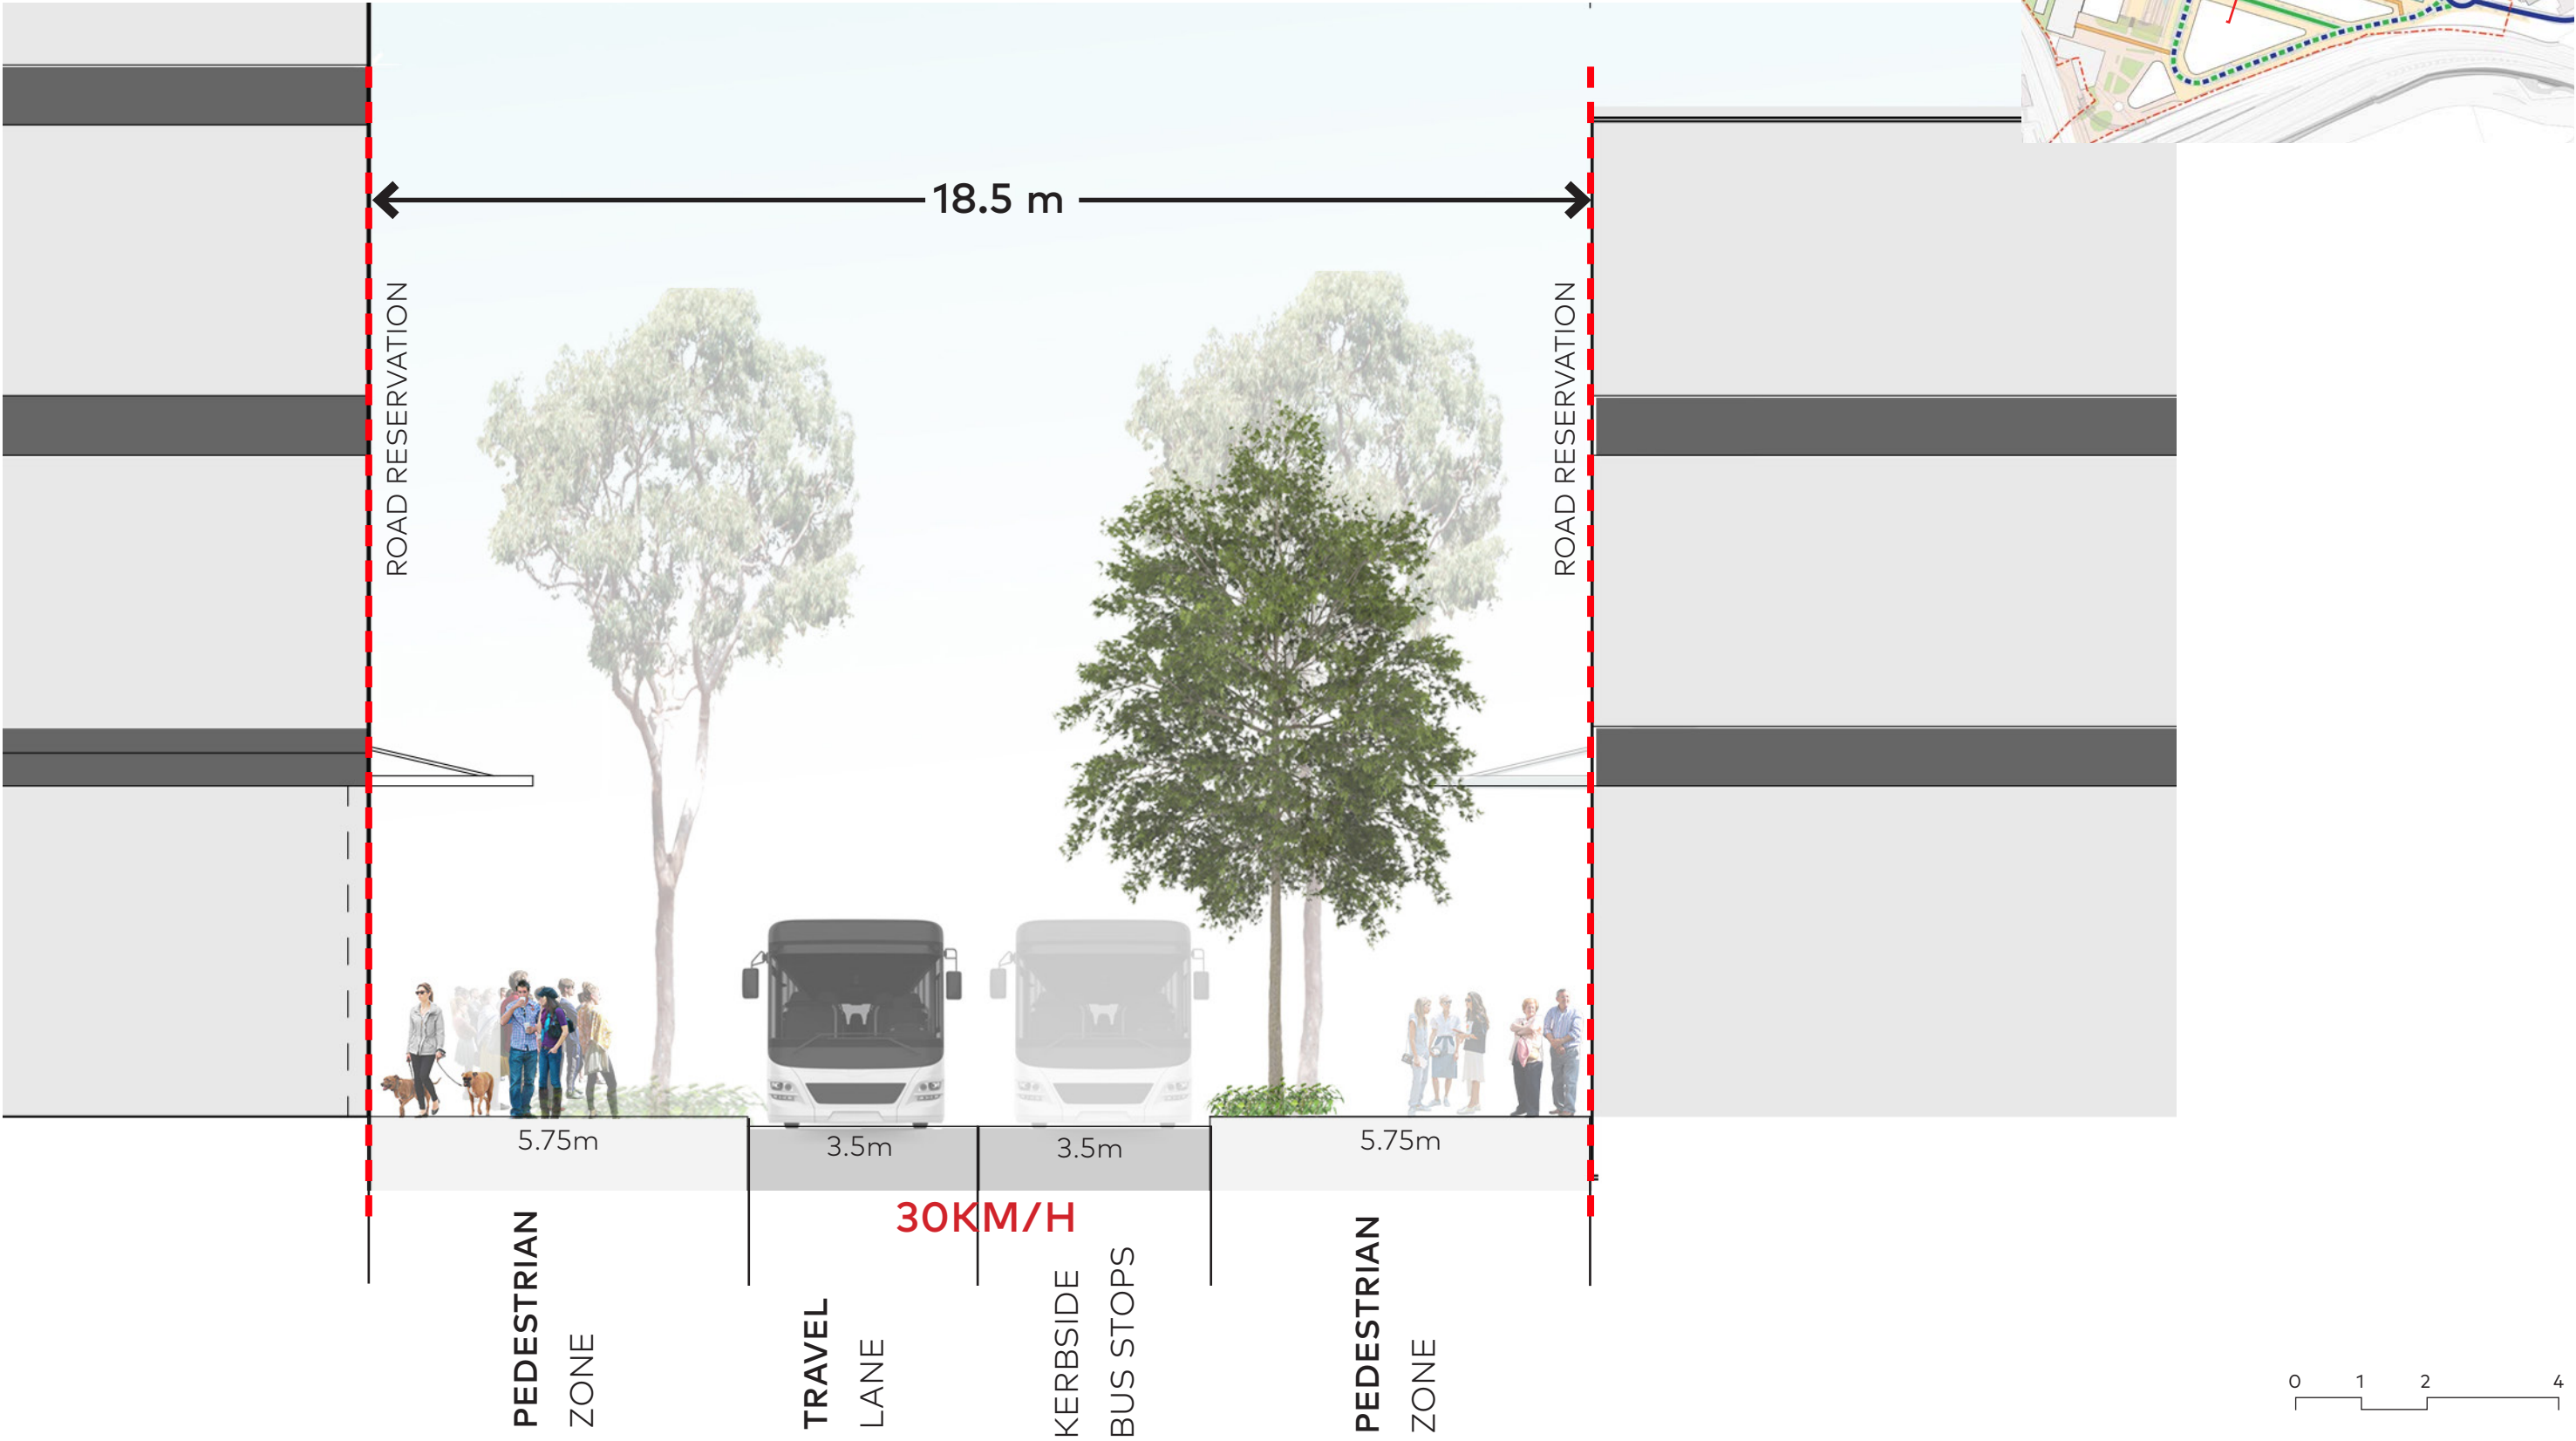 18.5 m
ROAD RESERVATION
ROAD RESERVATION
5.75m
3.5m
3.5m
5.75m
30KM/H
PEDESTRIAN
ZONE
TRAVEL
LANE
KERBSIDE
BUS STOPS
PEDESTRIAN
ZONE
0 1 2 4